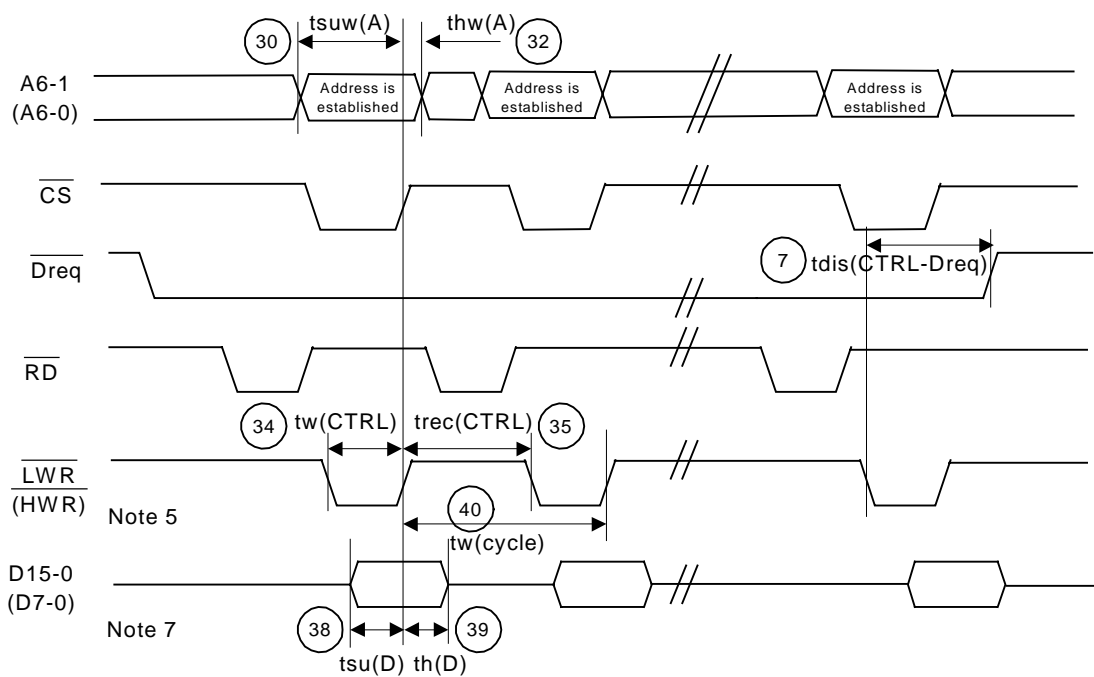 tsuw(A)
thw(A)
30
32
A6-1
(A6-0)
Address is
established
Address is
established
Address is
established
CS
Dreq
7
tdis(CTRL-Dreq)
RD
34
tw(CTRL)
trec(CTRL)
35
LWR
(HWR)
Note 5
40
tw(cycle)
D15-0
(D7-0)
Note 7
38
39
tsu(D)
th(D)